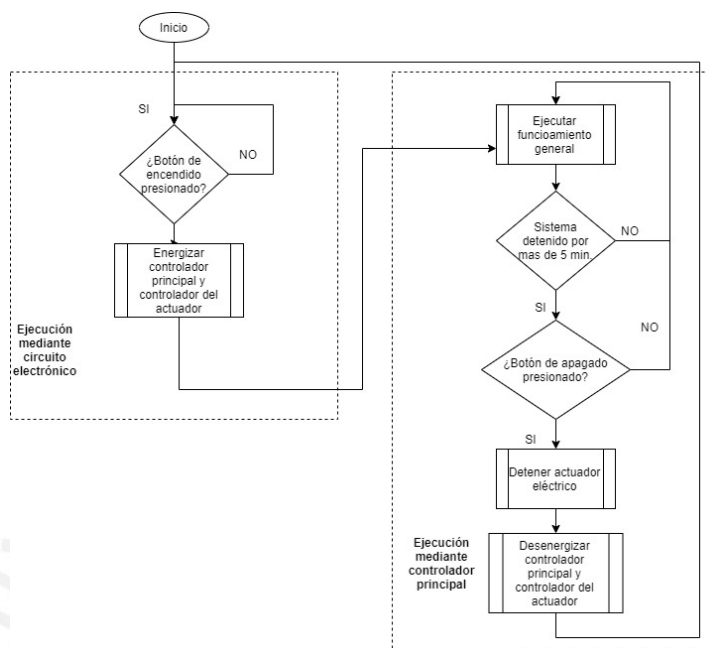 Inicio
SI
¿Botón de
encendido
presionado?
NO
Energizar
controlador
principal y
controlador del
actuador
Ejecución
mediante
circuito
electrónico
Ejecutar
funcioamiento
general
Sistema
detenido por
mas de 5 min.
NO
SI
NO
¿Botón de apagado
presionado?
SI
Detener actuador
eléctrico
Ejecución
mediante
controlador
principal
Desenergizar
controlador
principal y
controlador del
actuador